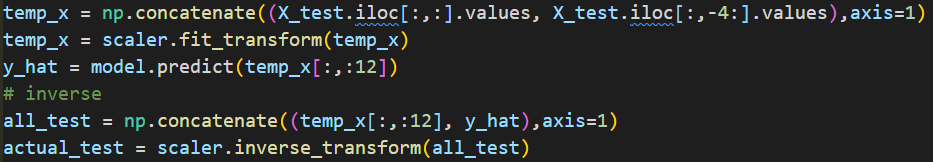 temp_x = np.concatenate((X_test.iloc[:,:].values, X_test.iloc[:,-4:].values),axis=1)
temp_x = scaler.fit_transform(temp_x)
y_hat = model.predict(temp_x[:,:12])
# inverse
all_test = np.concatenate((temp_x[:,:12], y_hat),axis=1)
actual_test = scaler.inverse_transform(all_test)